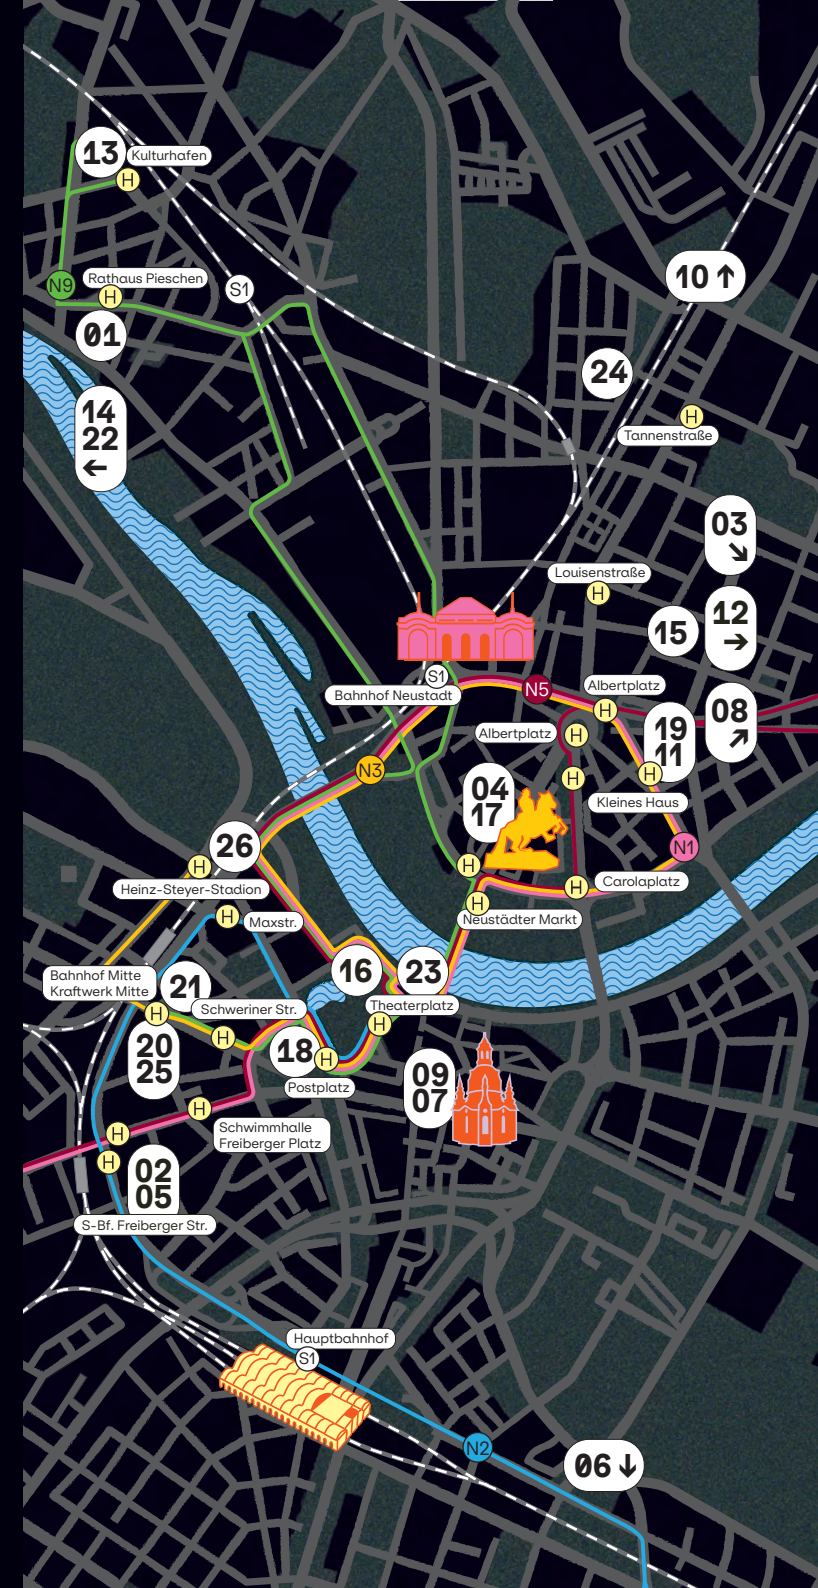 13
Kulturhafen
H
N9
Rathaus Pieschen
H
S1
10 ↑
01
24
14
22
←
H
Tannenstraße
03
↘
Louisenstraße
H
12
→
15
S1
Bahnhof Neustadt
N5
Albertplatz
H
08
↗
Albertplatz
H
19
11
N3
H
H
04
17
Kleines Haus
26
N1
H
Heinz-Steyer-Stadion
H
Carolaplatz
H
H
Neustädter Markt
H
Maxstr.
Bahnhof Mitte
Kraftwerk Mitte
21
16
23
Schweriner Str.
Theaterplatz
H
H
H
20
25
18
H
Postplatz
09
07
H
Schwimmhalle
Freiberger Platz
H
H
02
05
S-Bf. Freiberger Str.
Hauptbahnhof
S1
N2
06 ↓